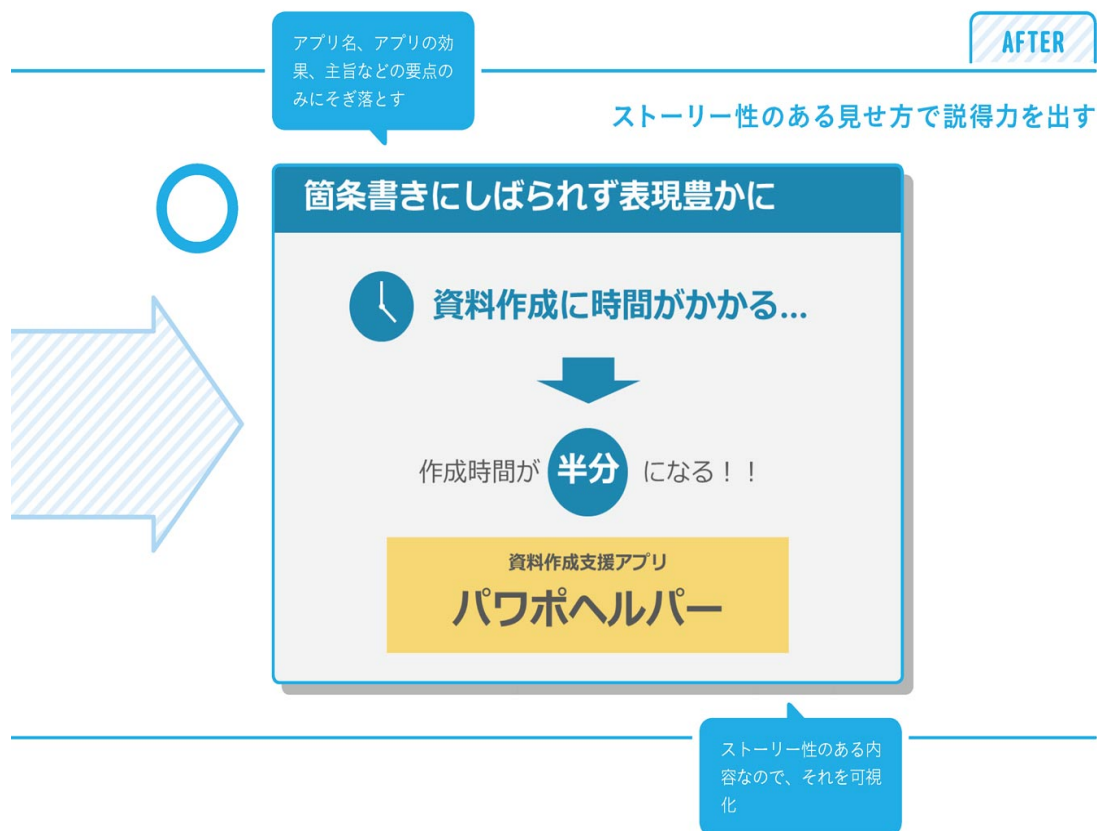 アプリ名、アプリの効
果、主旨などの要点の
みにそぎ落とす
AFTER
ストーリー性のある見せ方で説得力を出す
箇条書きにしばられず表現豊かに
資料作成に時間がかかる...
作成時間が 半分 になる！！
資料作成支援アプリ
パワポヘルパー
ストーリー性のある内
容なので、それを可視
化